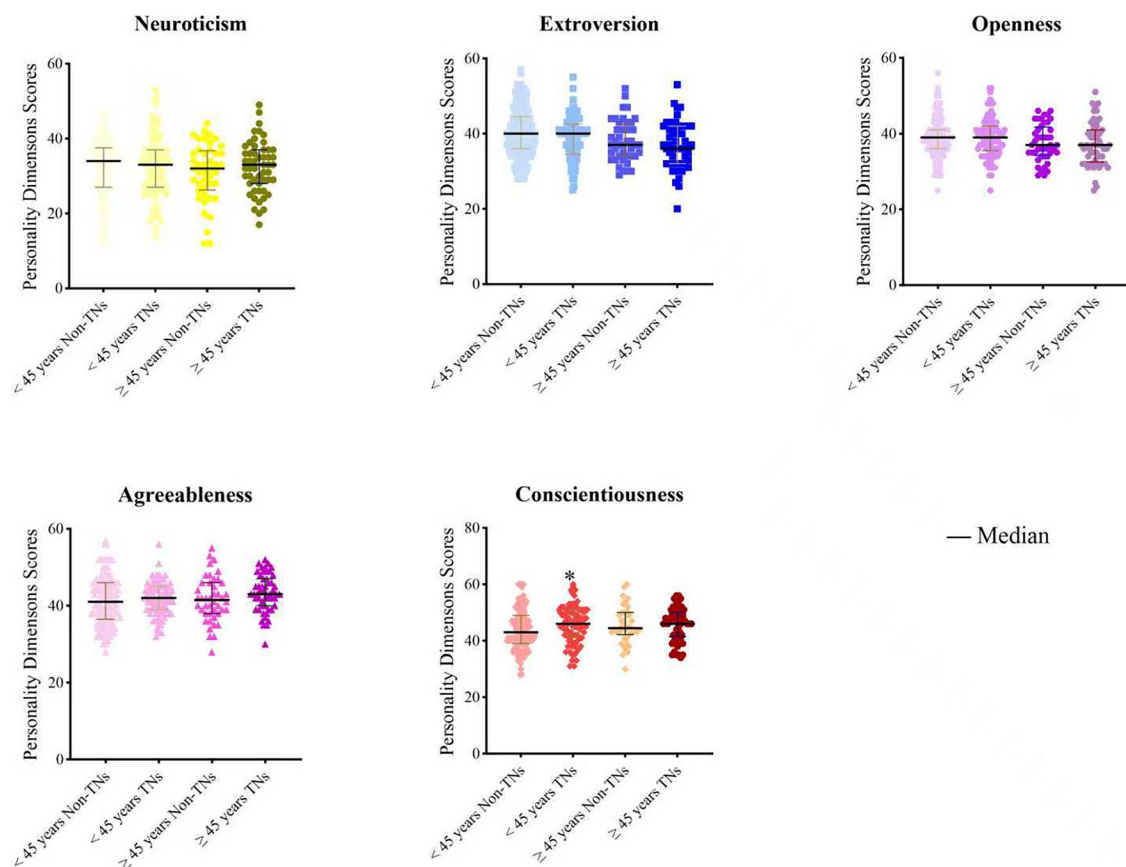 Neuroticism
Personality Dimensons Scores
60
40
20
0
< 45 years Non-TNs
< 45 years TNs
≥ 45 years Non-TNs
≥ 45 years TNs
Extroversion
Personality Dimensons Scores
60
40
20
0
< 45 years Non-TNs
< 45 years TNs
≥ 45 years Non-TNs
≥ 45 years TNs
Openness
Personality Dimensons Scores
60
40
20
0
< 45 years Non-TNs
< 45 years TNs
≥ 45 years Non-TNs
≥ 45 years TNs
Agreeableness
Personality Dimensons Scores
60
40
20
0
< 45 years Non-TNs
< 45 years TNs
≥ 45 years Non-TNs
≥ 45 years TNs
Conscientiousness
Personality Dimensons Scores
80
60
40
20
0
*
< 45 years Non-TNs
< 45 years TNs
≥ 45 years Non-TNs
≥ 45 years TNs
Median